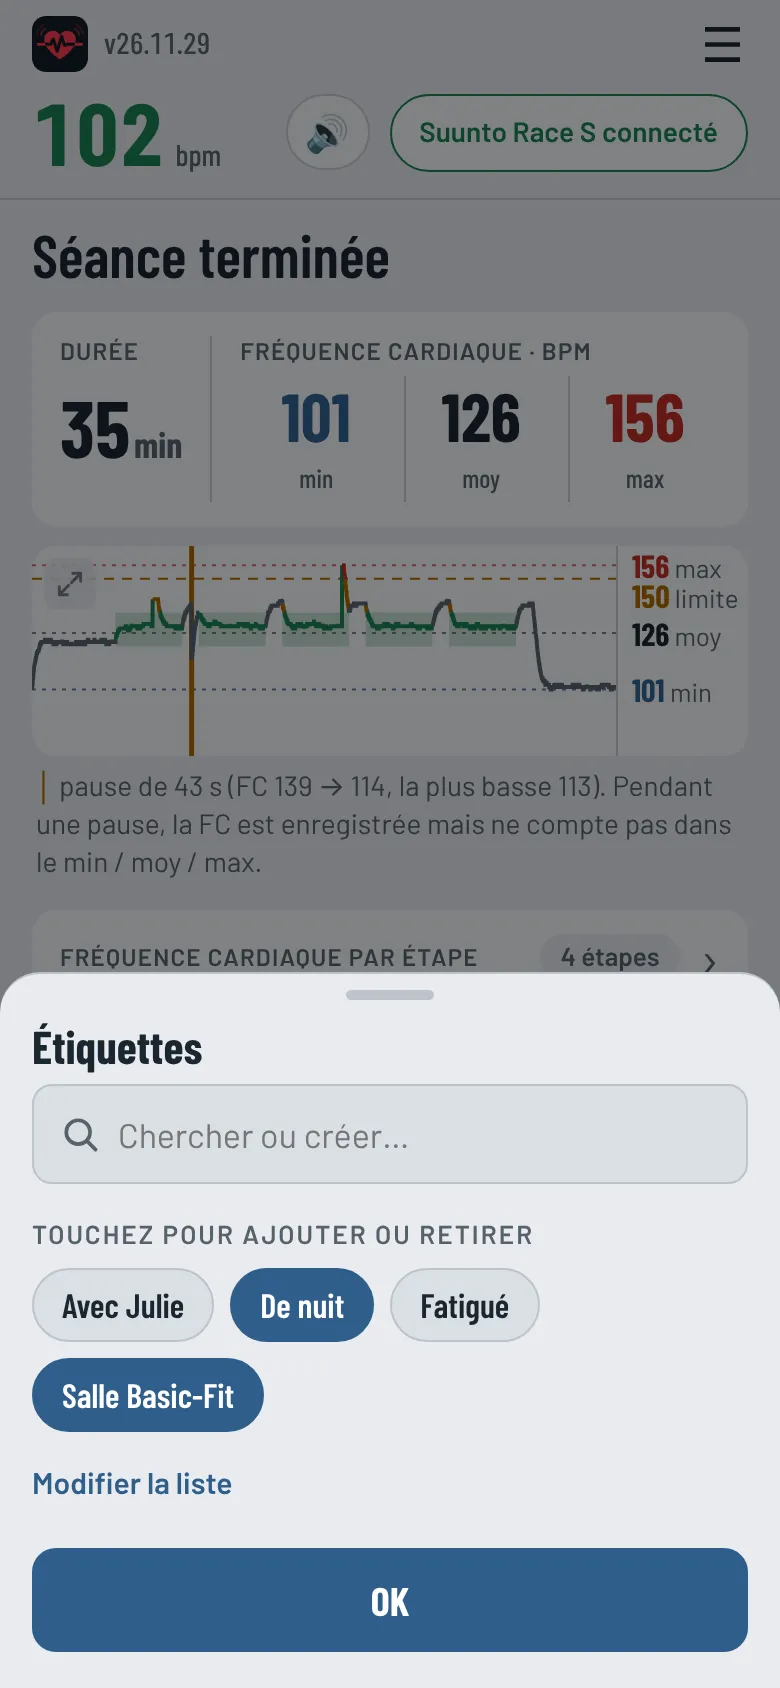 v26.11.29
102 bpm
Suunto Race S connecté
Séance terminée
DURÉE
35 min
FRÉQUENCE CARDIAQUE · BPM
101 126 156
min moy max
156 max
150 limite
126 moy
101 min
pause de 43 s (FC 139 → 114, la plus basse 113). Pendant
une pause, la FC est enregistrée mais ne compte pas dans
le min / moy / max.
FRÉQUENCE CARDIAQUE PAR ÉTAPE 4 étapes
Étiquettes
Chercher ou créer...
TOUCHEZ POUR AJOUTER OU RETIRER
Avec Julie De nuit Fatigué
Salle Basic-Fit
Modifier la liste
OK